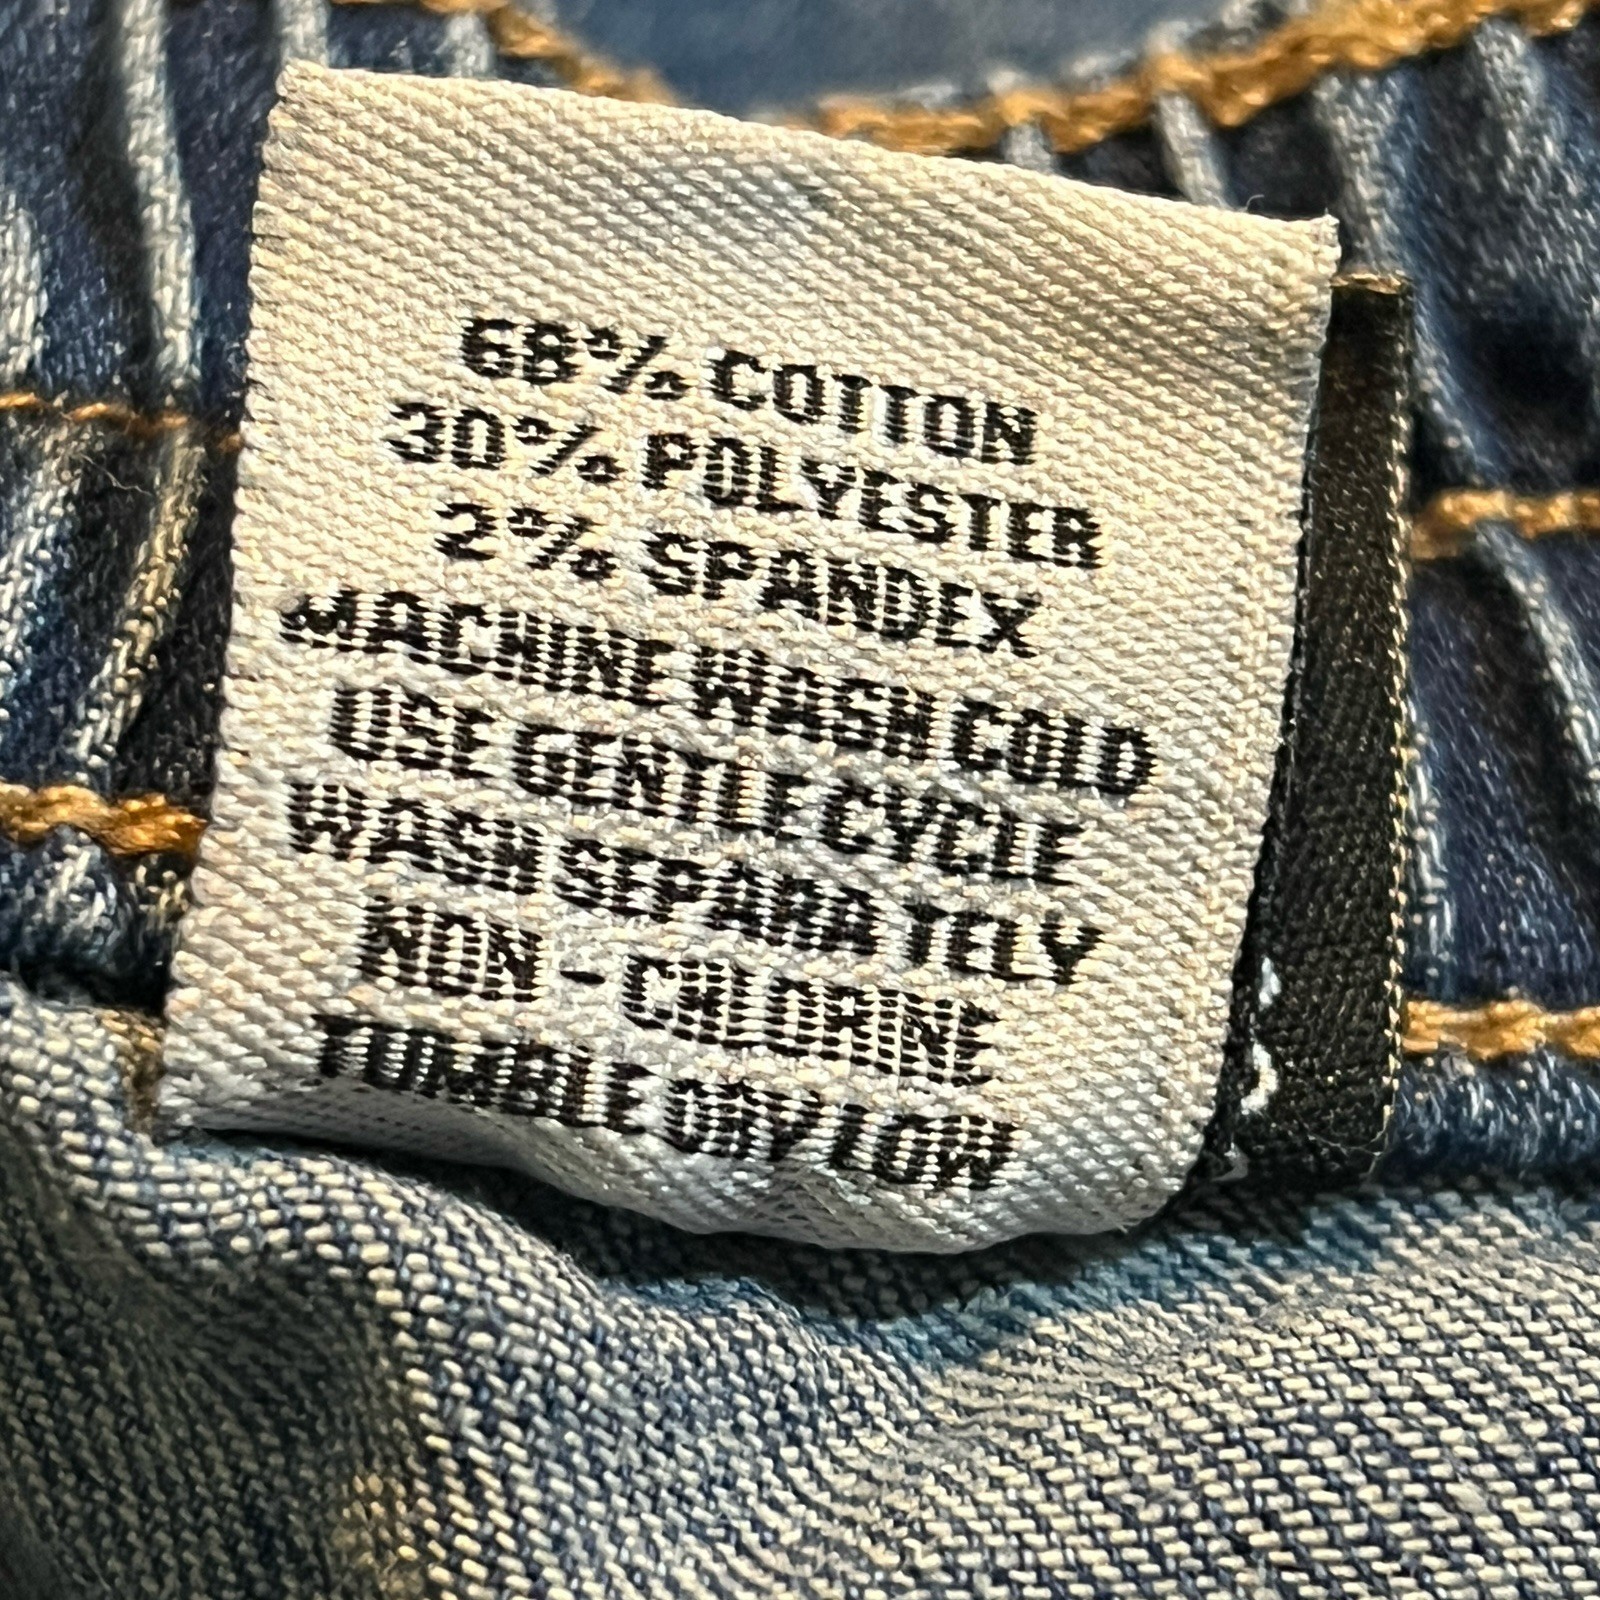 68% COTTON
30% POLYESTER
2% SPANDEX
MACHINE WASH COLD
USE GENTLE CYCLE
WASH SEPARATELY
NON - CHLORINE
TUMBLE DRY LOW